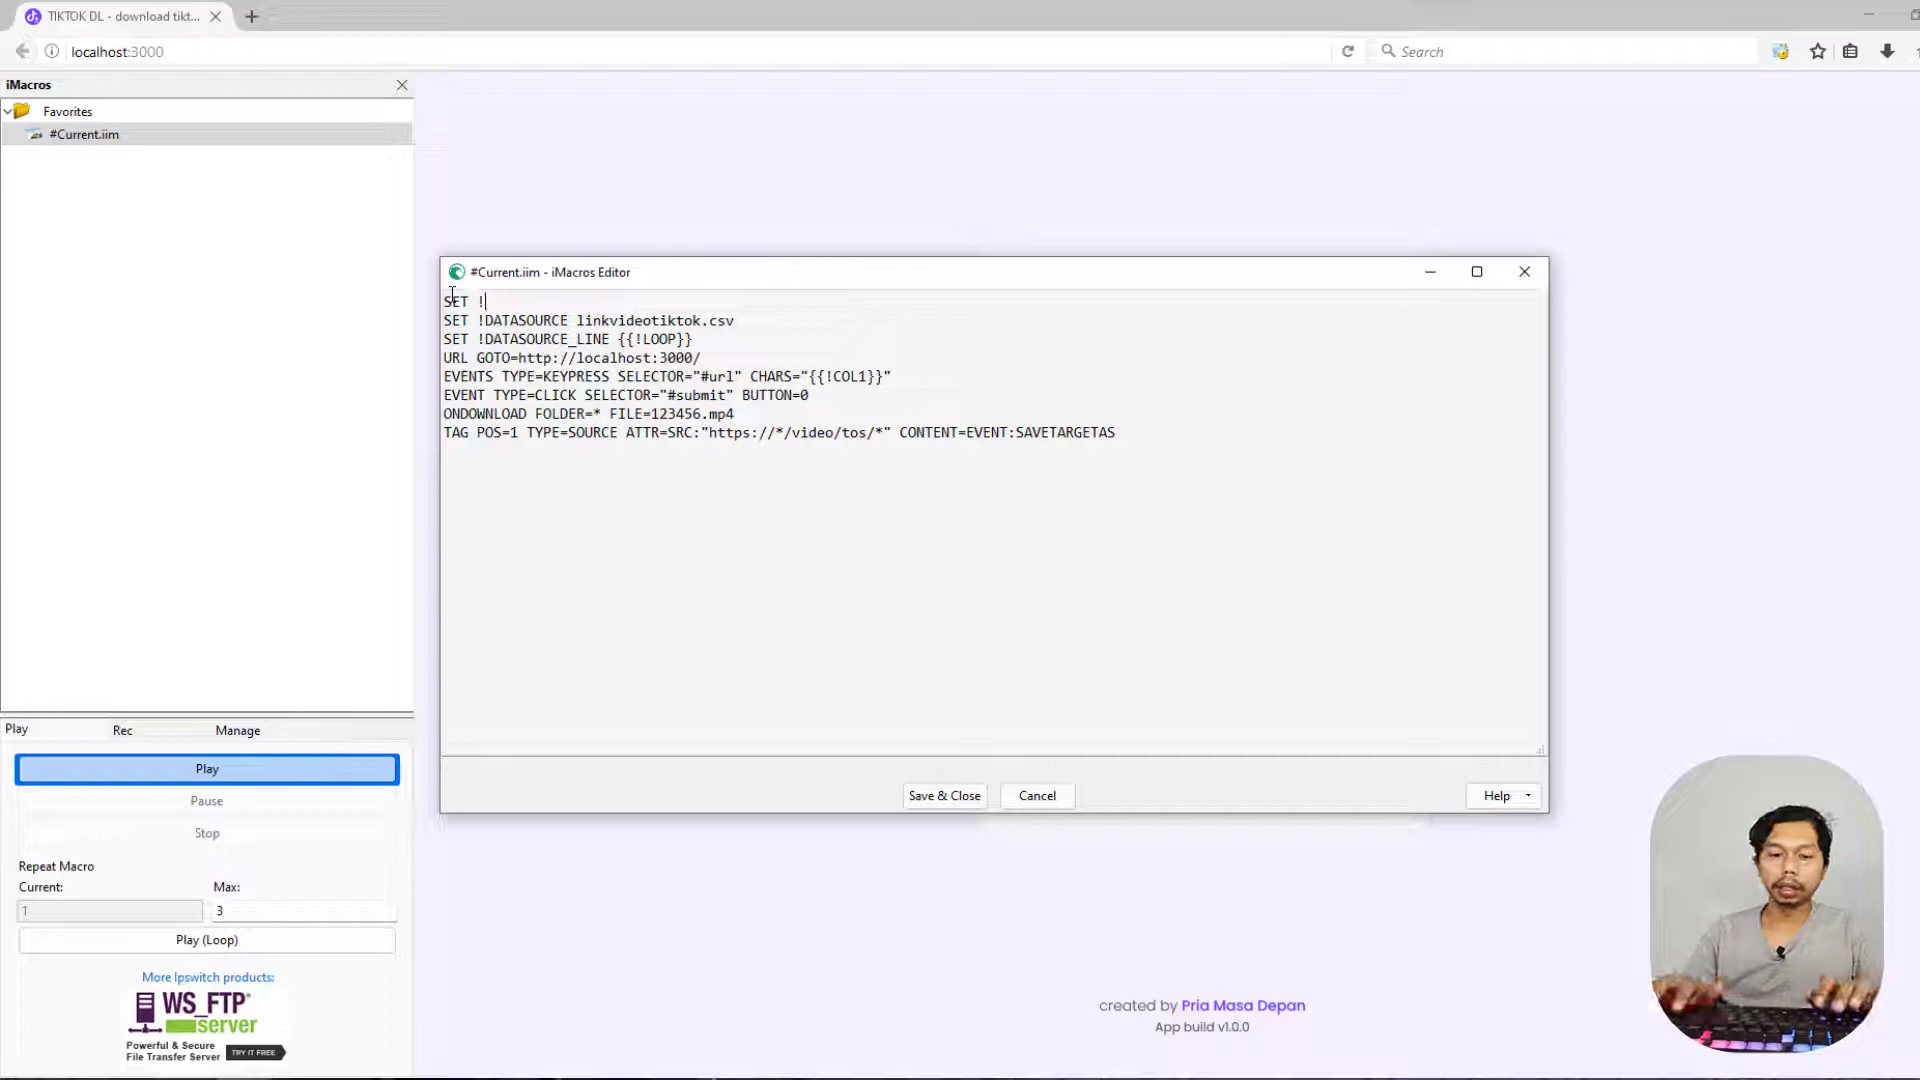 TIKTOK DL - download tikt...
localhost:3000
Search
iMacros
Favorites
#Current.iim
#Current.iim - iMacros Editor
SET !
SET !DATASOURCE linkvideotiktok.csv
SET !DATASOURCE_LINE {{!LOOP}}
URL GOTO=http://localhost:3000/
EVENTS TYPE=KEYPRESS SELECTOR="#url" CHARS="{{!COL1}}"
EVENT TYPE=CLICK SELECTOR="#submit" BUTTON=0
ONDOWNLOAD FOLDER=* FILE=123456.mp4
TAG POS=1 TYPE=SOURCE ATTR=SRC:"https://*/video/tos/*" CONTENT=EVENT:SAVETARGETAS
Save & Close
Cancel
Help
Play
Rec
Manage
Play
Pause
Stop
Repeat Macro
Current:
Max:
1
3
Play (Loop)
More Ipswitch products:
WS_FTP®
server
Powerful & Secure
File Transfer Server
TRY IT FREE
created by Pria Masa Depan
App build v1.0.0